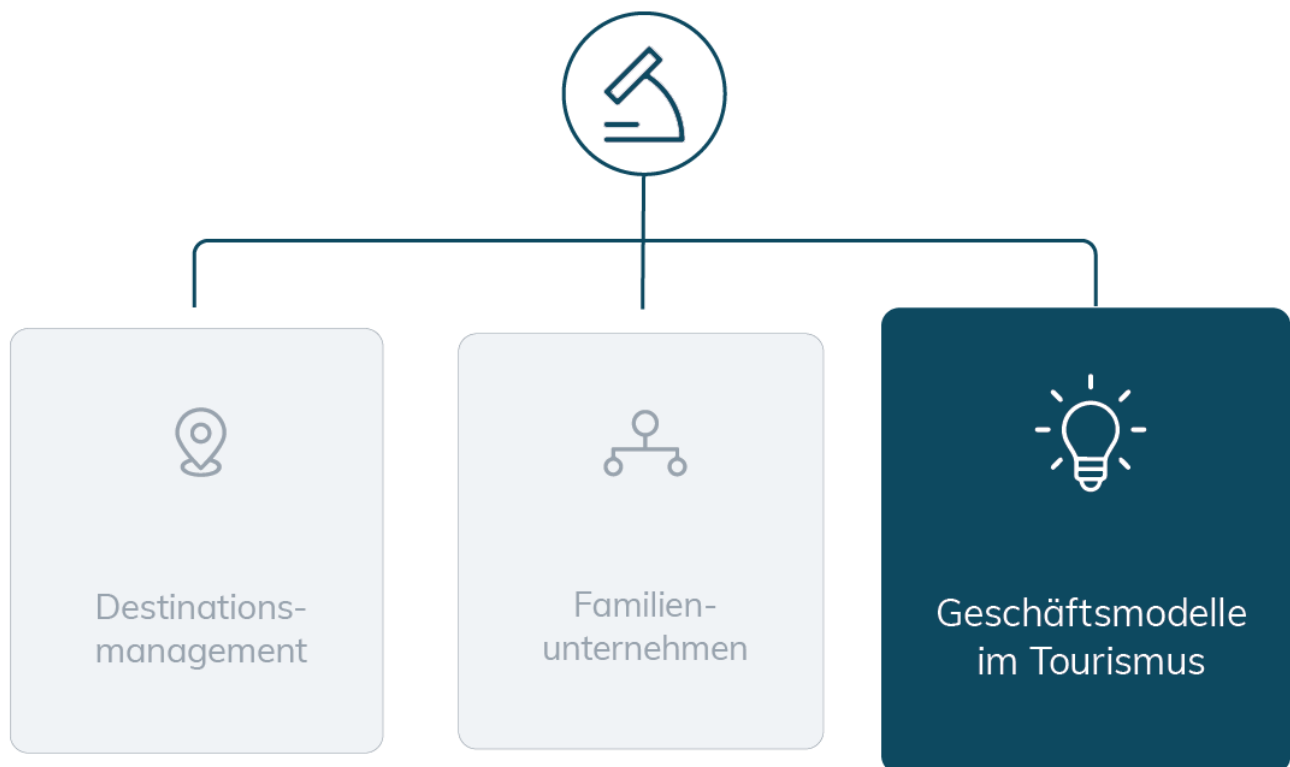 Destinations-
management
Familien-
unternehmen
Geschäftsmodelle
im Tourismus